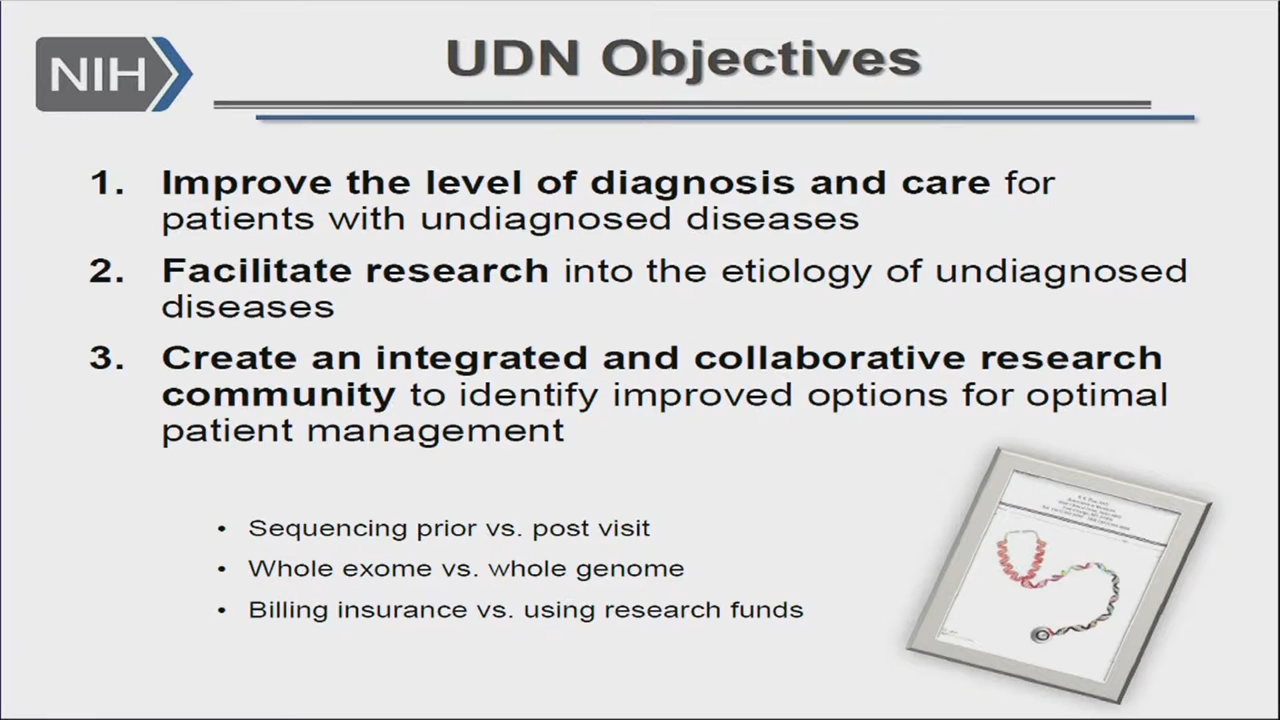 NIH
UDN Objectives
1. Improve the level of diagnosis and care for
patients with undiagnosed diseases
2. Facilitate research into the etiology of undiagnosed
diseases
3. Create an integrated and collaborative research
community to identify improved options for optimal
patient management
• Sequencing prior vs. post visit
• Whole exome vs. whole genome
• Billing insurance vs. using research funds